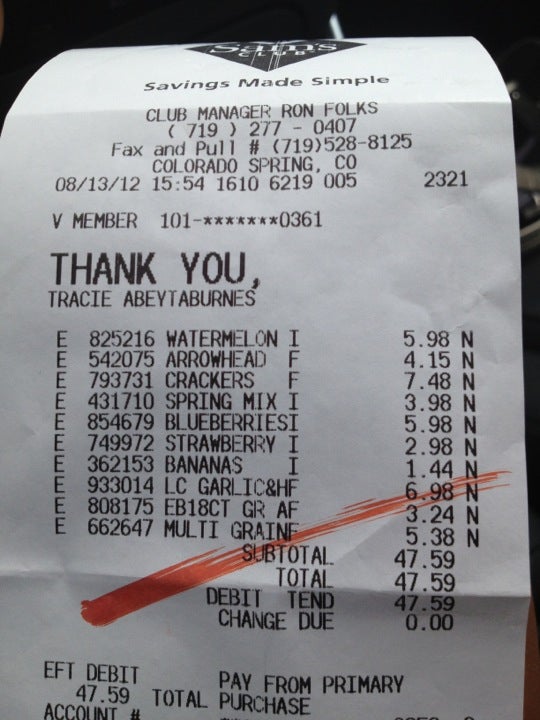 Sam's
CLUB
Savings Made Simple
CLUB MANAGER RON FOLKS
( 719 ) 277 - 0407
Fax and Pull # (719)528-8125
COLORADO SPRING, CO
08/13/12 15:54 1610 6219 005 2321
V MEMBER 101-*******0361
THANK YOU,
TRACIE ABEYTABURNES
E 825216 WATERMELON I 5.98 N
E 542075 ARROWHEAD F 4.15 N
E 793731 CRACKERS F 7.48 N
E 431710 SPRING MIX I 3.98 N
E 854679 BLUEBERRIESI 5.98 N
E 749972 STRAWBERRY I 2.98 N
E 362153 BANANAS I 1.44 N
E 933014 LC GARLIC&HF 6.98 N
E 808175 EB18CT GR AF 3.24 N
E 662647 MULTI GRAINF 5.38 N
SUBTOTAL 47.59
TOTAL 47.59
DEBIT TEND 47.59
CHANGE DUE 0.00
EFT DEBIT PAY FROM PRIMARY
47.59 TOTAL PURCHASE
ACCOUNT #